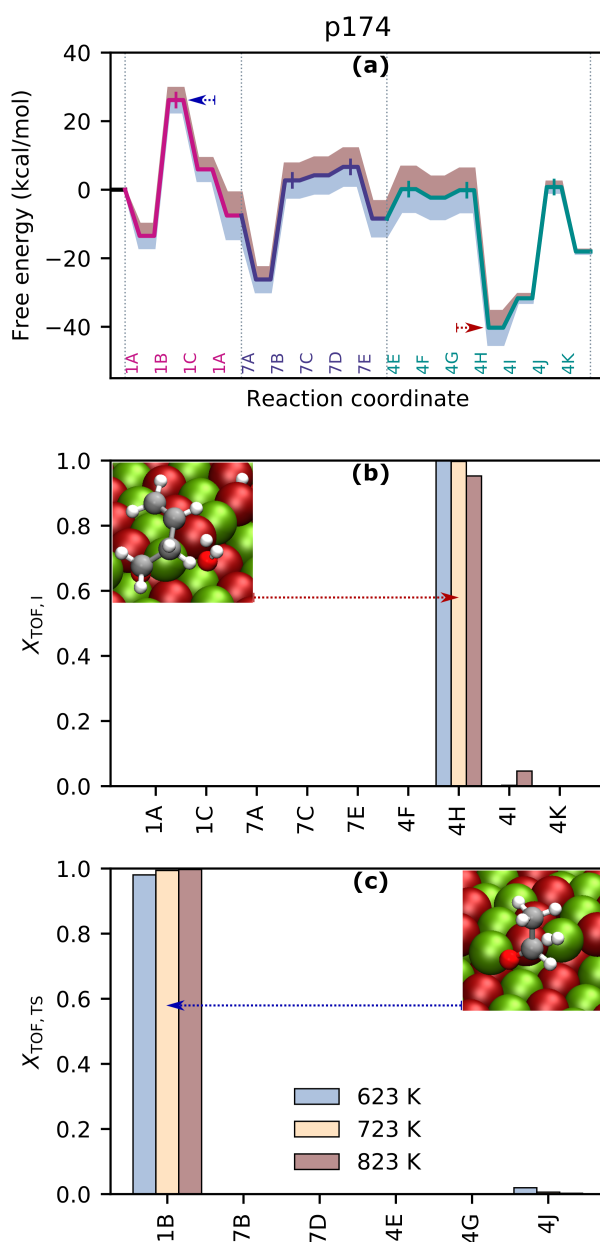 p174
(a)
Free energy (kcal/mol)
40
20
0
−20
−40
1A 1B 1C 1A 7A 7B 7C 7D 7E 4E 4F 4G 4H 4I 4J 4K
Reaction coordinate
(b)
X_TOF, I
1.0
0.8
0.6
0.4
0.2
0.0
1A 1C 7A 7C 7E 4F 4H 4I 4K
(c)
X_TOF, TS
1.0
0.8
0.6
0.4
0.2
0.0
623 K
723 K
823 K
1B 7B 7D 4E 4G 4J